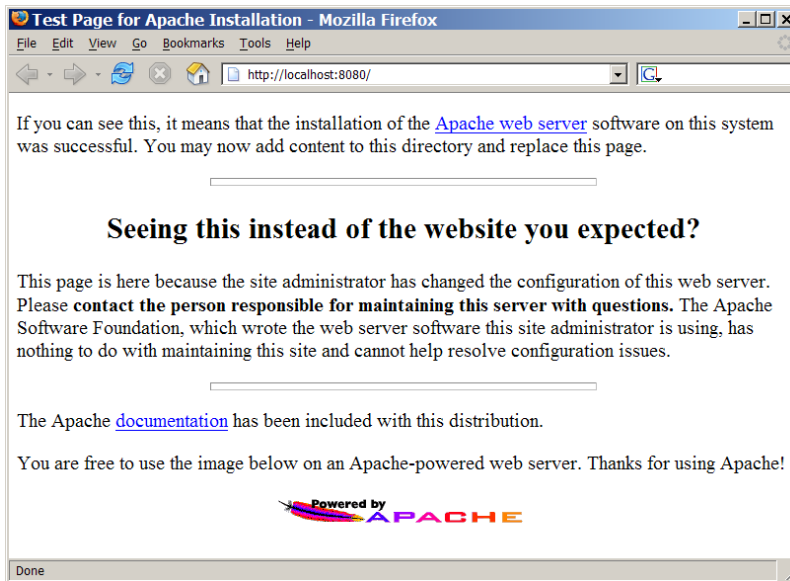 Test Page for Apache Installation - Mozilla Firefox
File Edit View Go Bookmarks Tools Help
http://localhost:8080/
G
If you can see this, it means that the installation of the Apache web server software on this system
was successful. You may now add content to this directory and replace this page.
Seeing this instead of the website you expected?
This page is here because the site administrator has changed the configuration of this web server.
Please contact the person responsible for maintaining this server with questions. The Apache
Software Foundation, which wrote the web server software this site administrator is using, has
nothing to do with maintaining this site and cannot help resolve configuration issues.
The Apache documentation has been included with this distribution.
You are free to use the image below on an Apache-powered web server. Thanks for using Apache!
Powered by
APACHE
Done